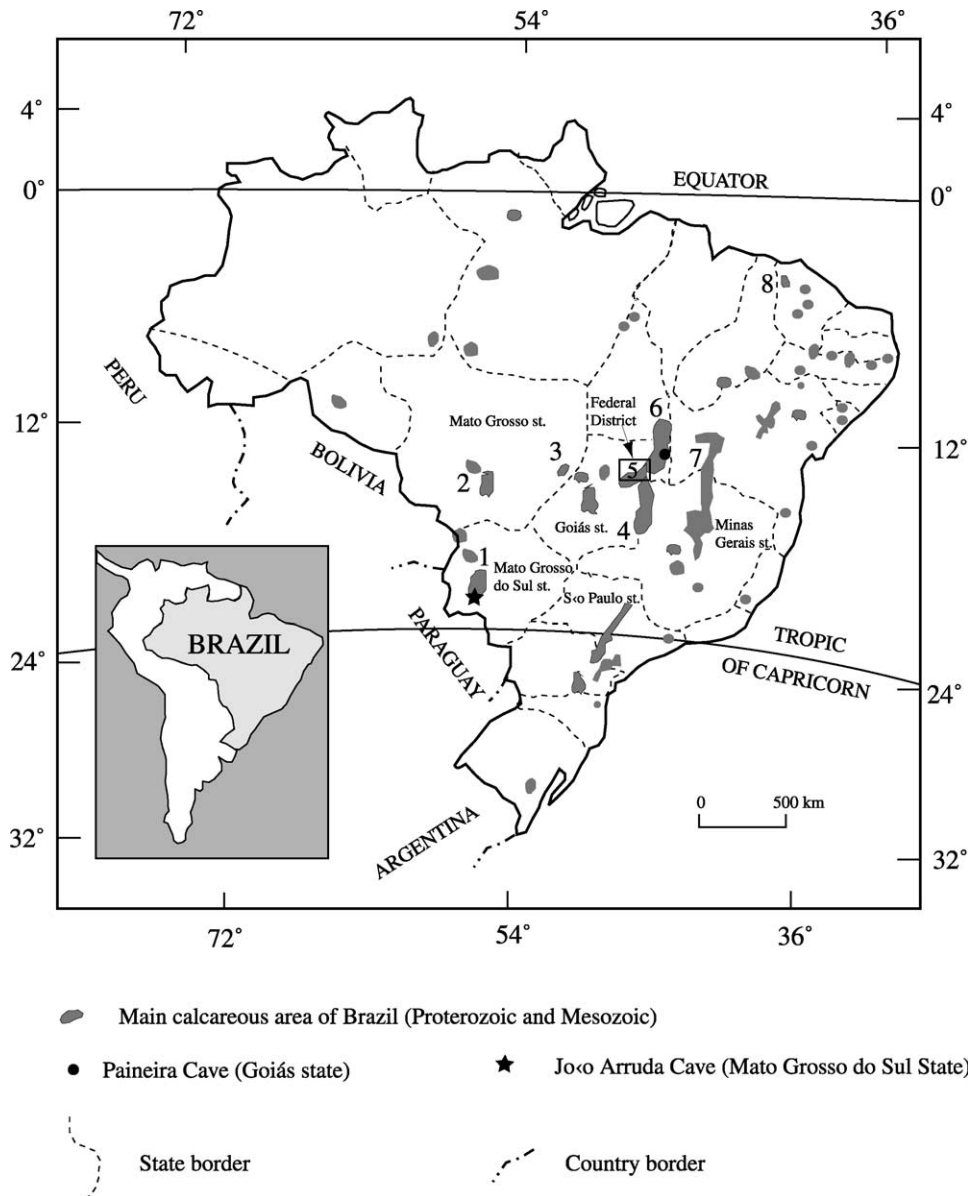 72° 54° 36°
4° 4°
0° EQUATOR 0°
8
PERU
12° Mato Grosso st. Federal 6 12°
District
BOLIVIA
3 5 7
2
Goiás st. 4 Minas
Gerais st.
1 Mato Grosso
do Sul st.
S‹o Paulo st.
BRAZIL
PARAGUAY
TROPIC
OF CAPRICORN
24° 24°
0 500 km
ARGENTINA
32° 32°
72° 54° 36°
Main calcareous area of Brazil (Proterozoic and Mesozoic)
Paineira Cave (Goiás state) Jo‹o Arruda Cave (Mato Grosso do Sul State)
State border Country border